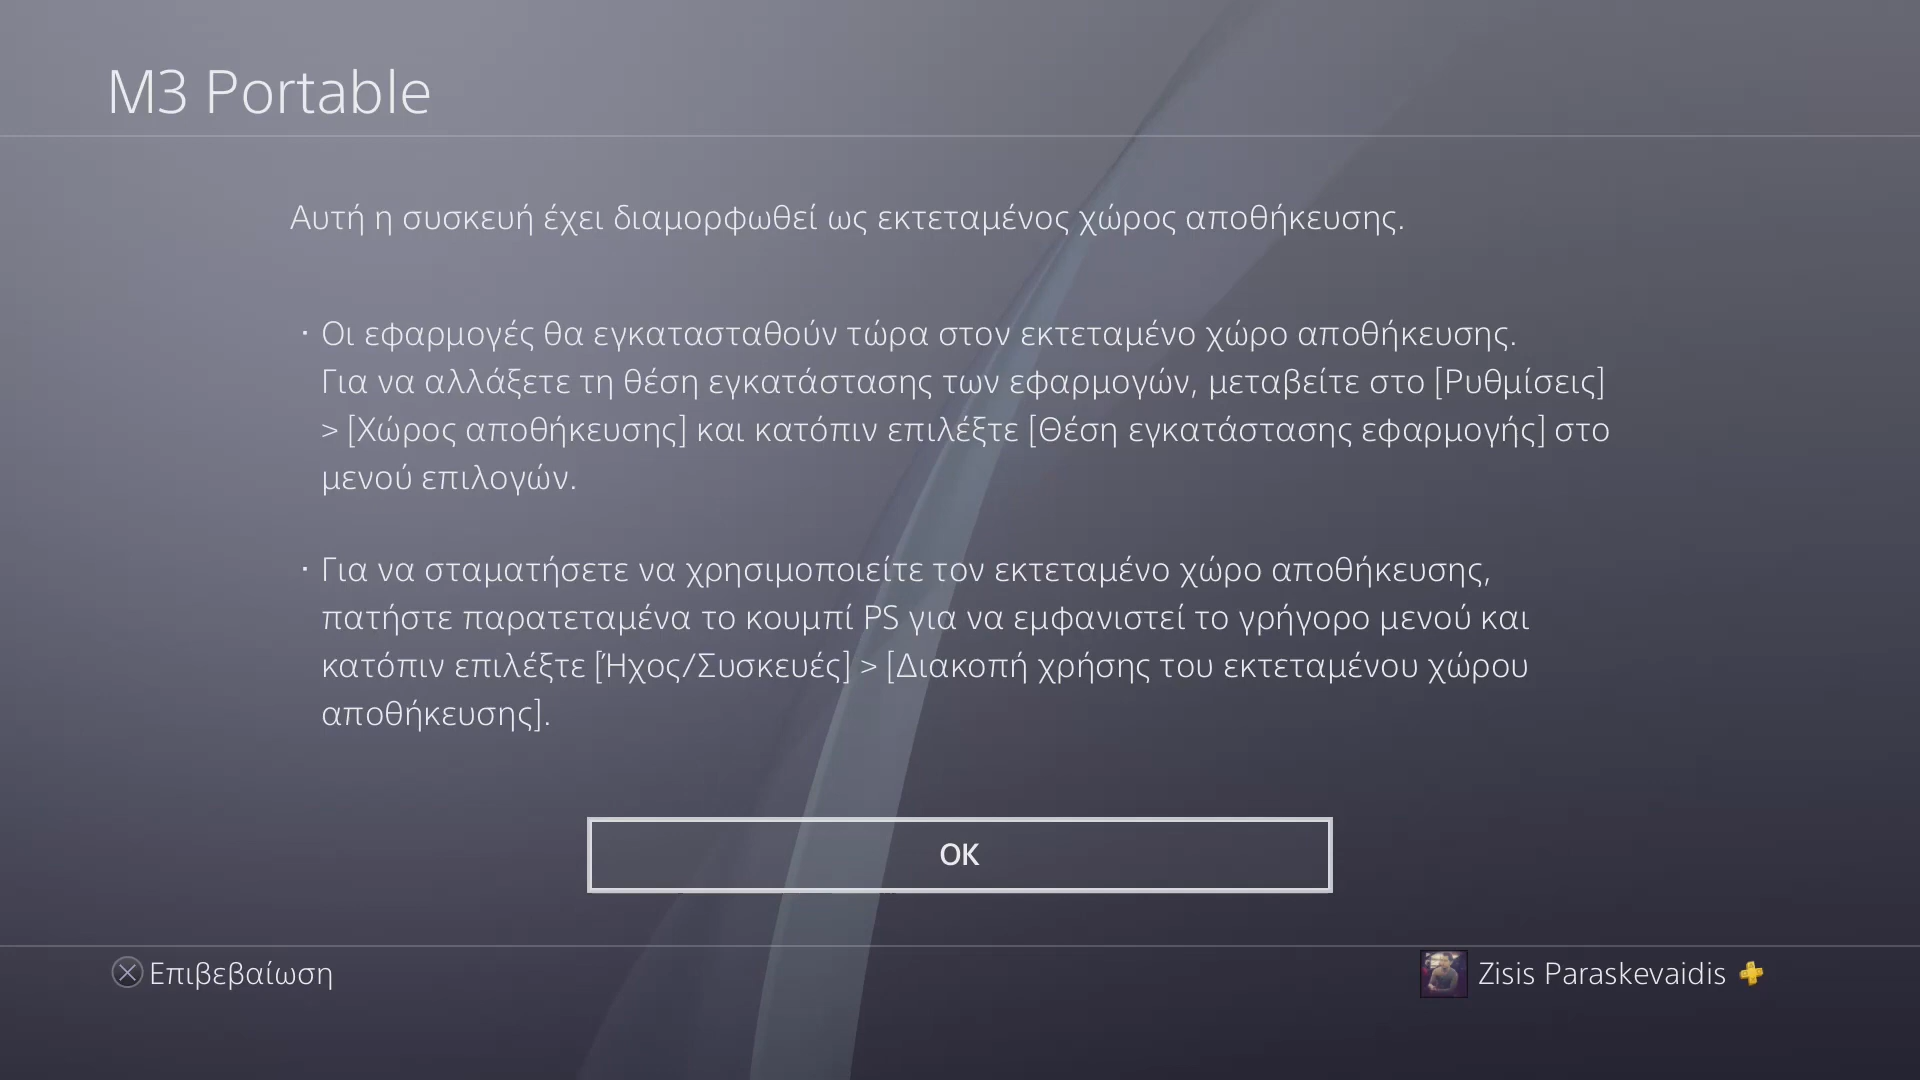 M3 Portable
Αυτή η συσκευή έχει διαμορφωθεί ως εκτεταμένος χώρος αποθήκευσης.
· Οι εφαρμογές θα εγκατασταθούν τώρα στον εκτεταμένο χώρο αποθήκευσης.
Για να αλλάξετε τη θέση εγκατάστασης των εφαρμογών, μεταβείτε στο [Ρυθμίσεις]
> [Χώρος αποθήκευσης] και κατόπιν επιλέξτε [Θέση εγκατάστασης εφαρμογής] στο
μενού επιλογών.
· Για να σταματήσετε να χρησιμοποιείτε τον εκτεταμένο χώρο αποθήκευσης,
πατήστε παρατεταμένα το κουμπί PS για να εμφανιστεί το γρήγορο μενού και
κατόπιν επιλέξτε [Ήχος/Συσκευές] > [Διακοπή χρήσης του εκτεταμένου χώρου
αποθήκευσης].
OK
Επιβεβαίωση
Zisis Paraskevaidis